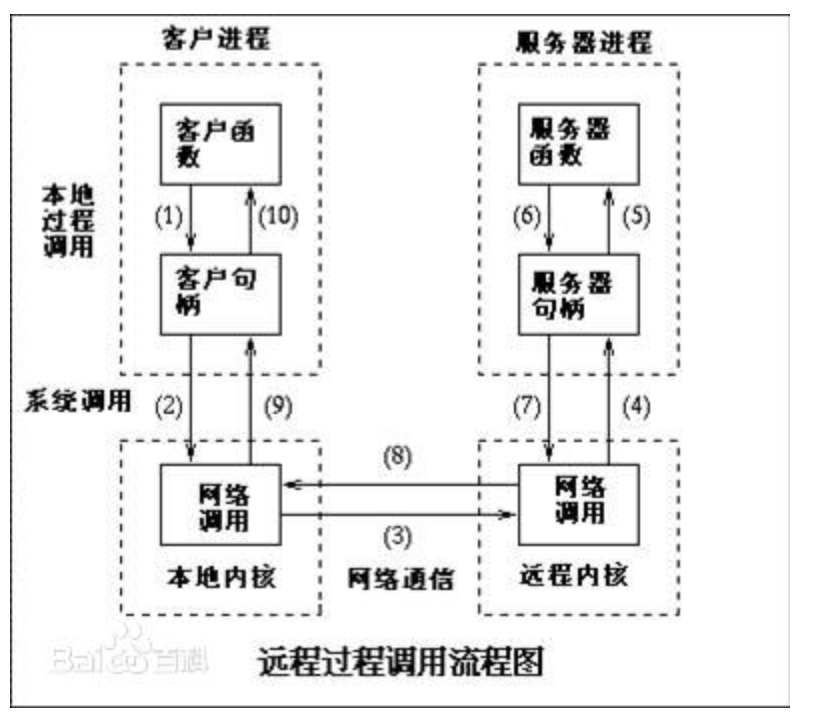 客户进程
服务器进程
客户函
数
服务器
函数
本地
过程
调用
(1)
(10)
(6)
(5)
客户句
柄
服务器
句柄
系统调用
(2)
(9)
(7)
(4)
(8)
网络
调用
网络
调用
(3)
本地内核
网络通信
远程内核
Baidu百科
远程过程调用流程图